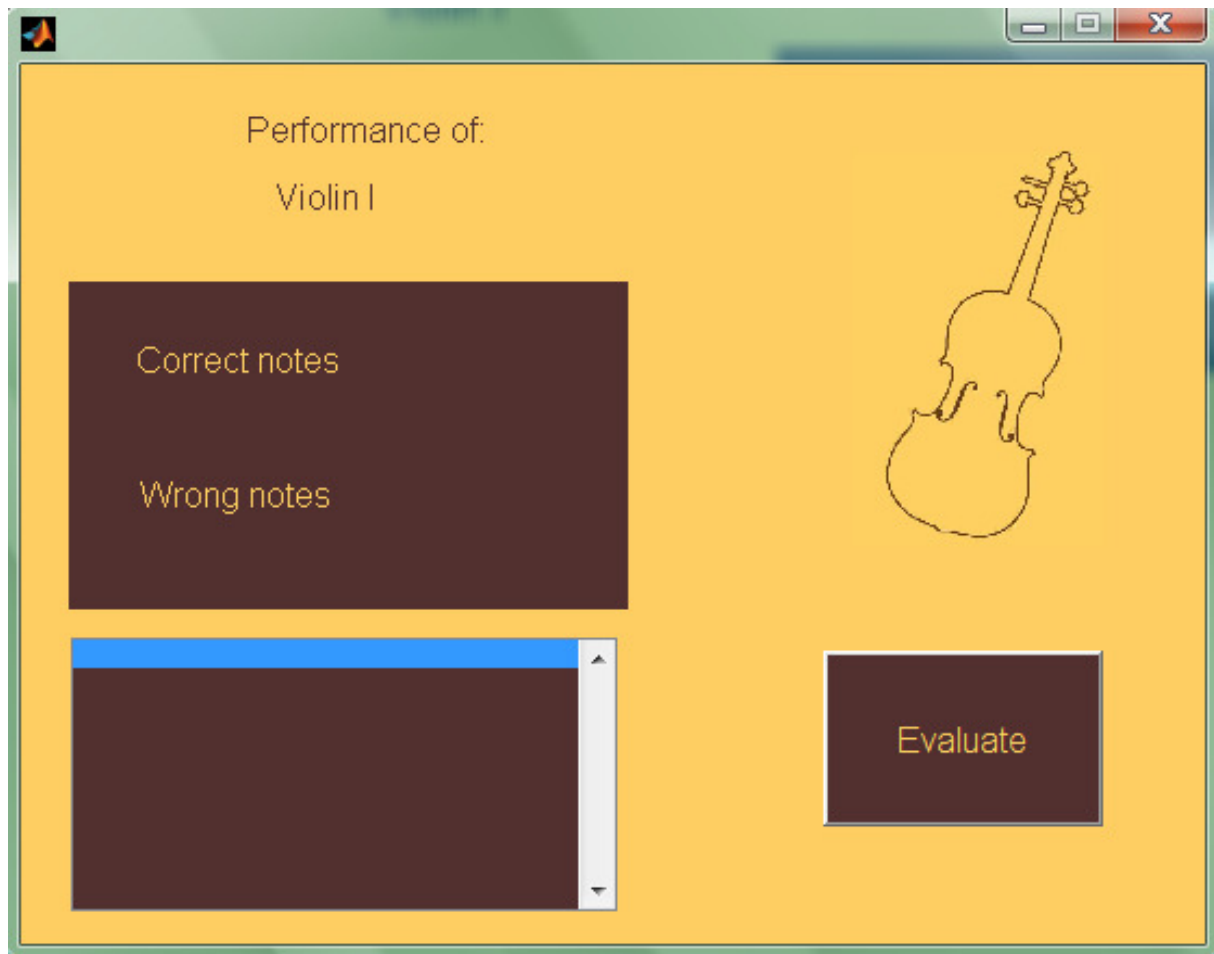 Performance of:
Violin I
Correct notes
Wrong notes
Evaluate